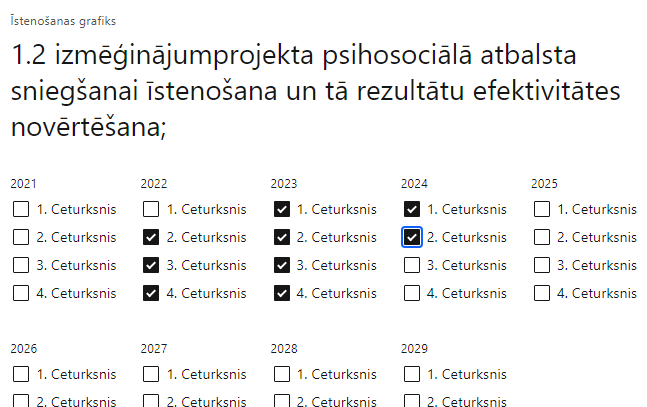 Īstenošanas grafiks
1.2 izmēģinājumprojekta psihosociālā atbalsta
sniegšanai īstenošana un tā rezultātu efektivitātes
novērtēšana;
2021 2022 2023 2024 2025
1. Ceturksnis 1. Ceturksnis 1. Ceturksnis 1. Ceturksnis 1. Ceturksnis
2. Ceturksnis 2. Ceturksnis 2. Ceturksnis 2. Ceturksnis 2. Ceturksnis
3. Ceturksnis 3. Ceturksnis 3. Ceturksnis 3. Ceturksnis 3. Ceturksnis
4. Ceturksnis 4. Ceturksnis 4. Ceturksnis 4. Ceturksnis 4. Ceturksnis
2026 2027 2028 2029
1. Ceturksnis 1. Ceturksnis 1. Ceturksnis 1. Ceturksnis
2. Ceturksnis 2. Ceturksnis 2. Ceturksnis 2. Ceturksnis